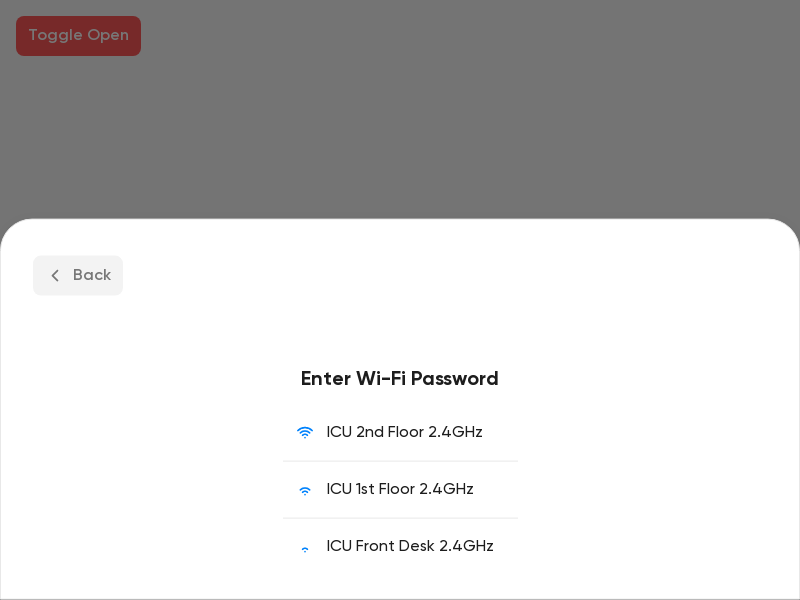 Toggle Open
Back
Enter Wi-Fi Password
ICU 2nd Floor 2.4GHz
ICU 1st Floor 2.4GHz
ICU Front Desk 2.4GHz